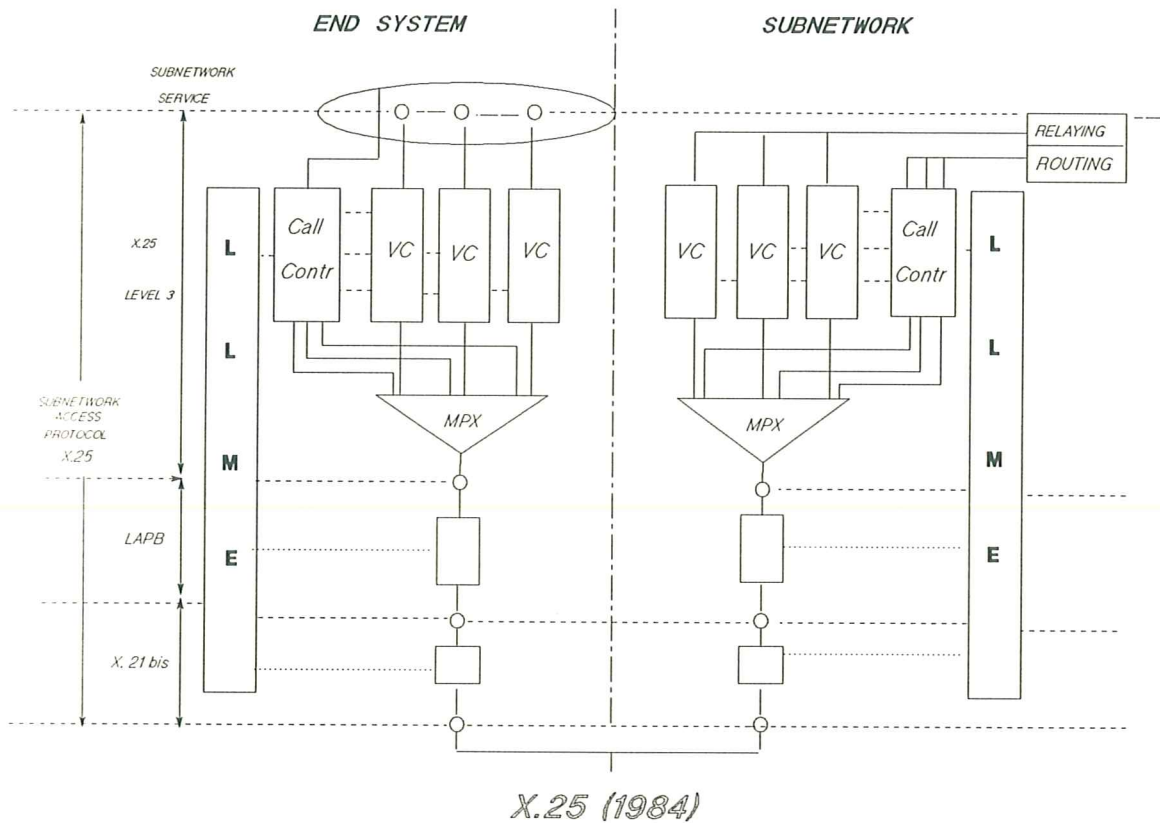 END SYSTEM
SUBNETWORK
SUBNETWORK
SERVICE
RELAYING
ROUTING
X.25
LEVEL 3
SUBNETWORK
ACCESS
PROTOCOL
X.25
LAPB
X. 21 bis
L
L
M
E
Call
Contr
VC
VC
VC
MPX
VC
VC
VC
Call
Contr
MPX
L
L
M
E
X.25 (1984)